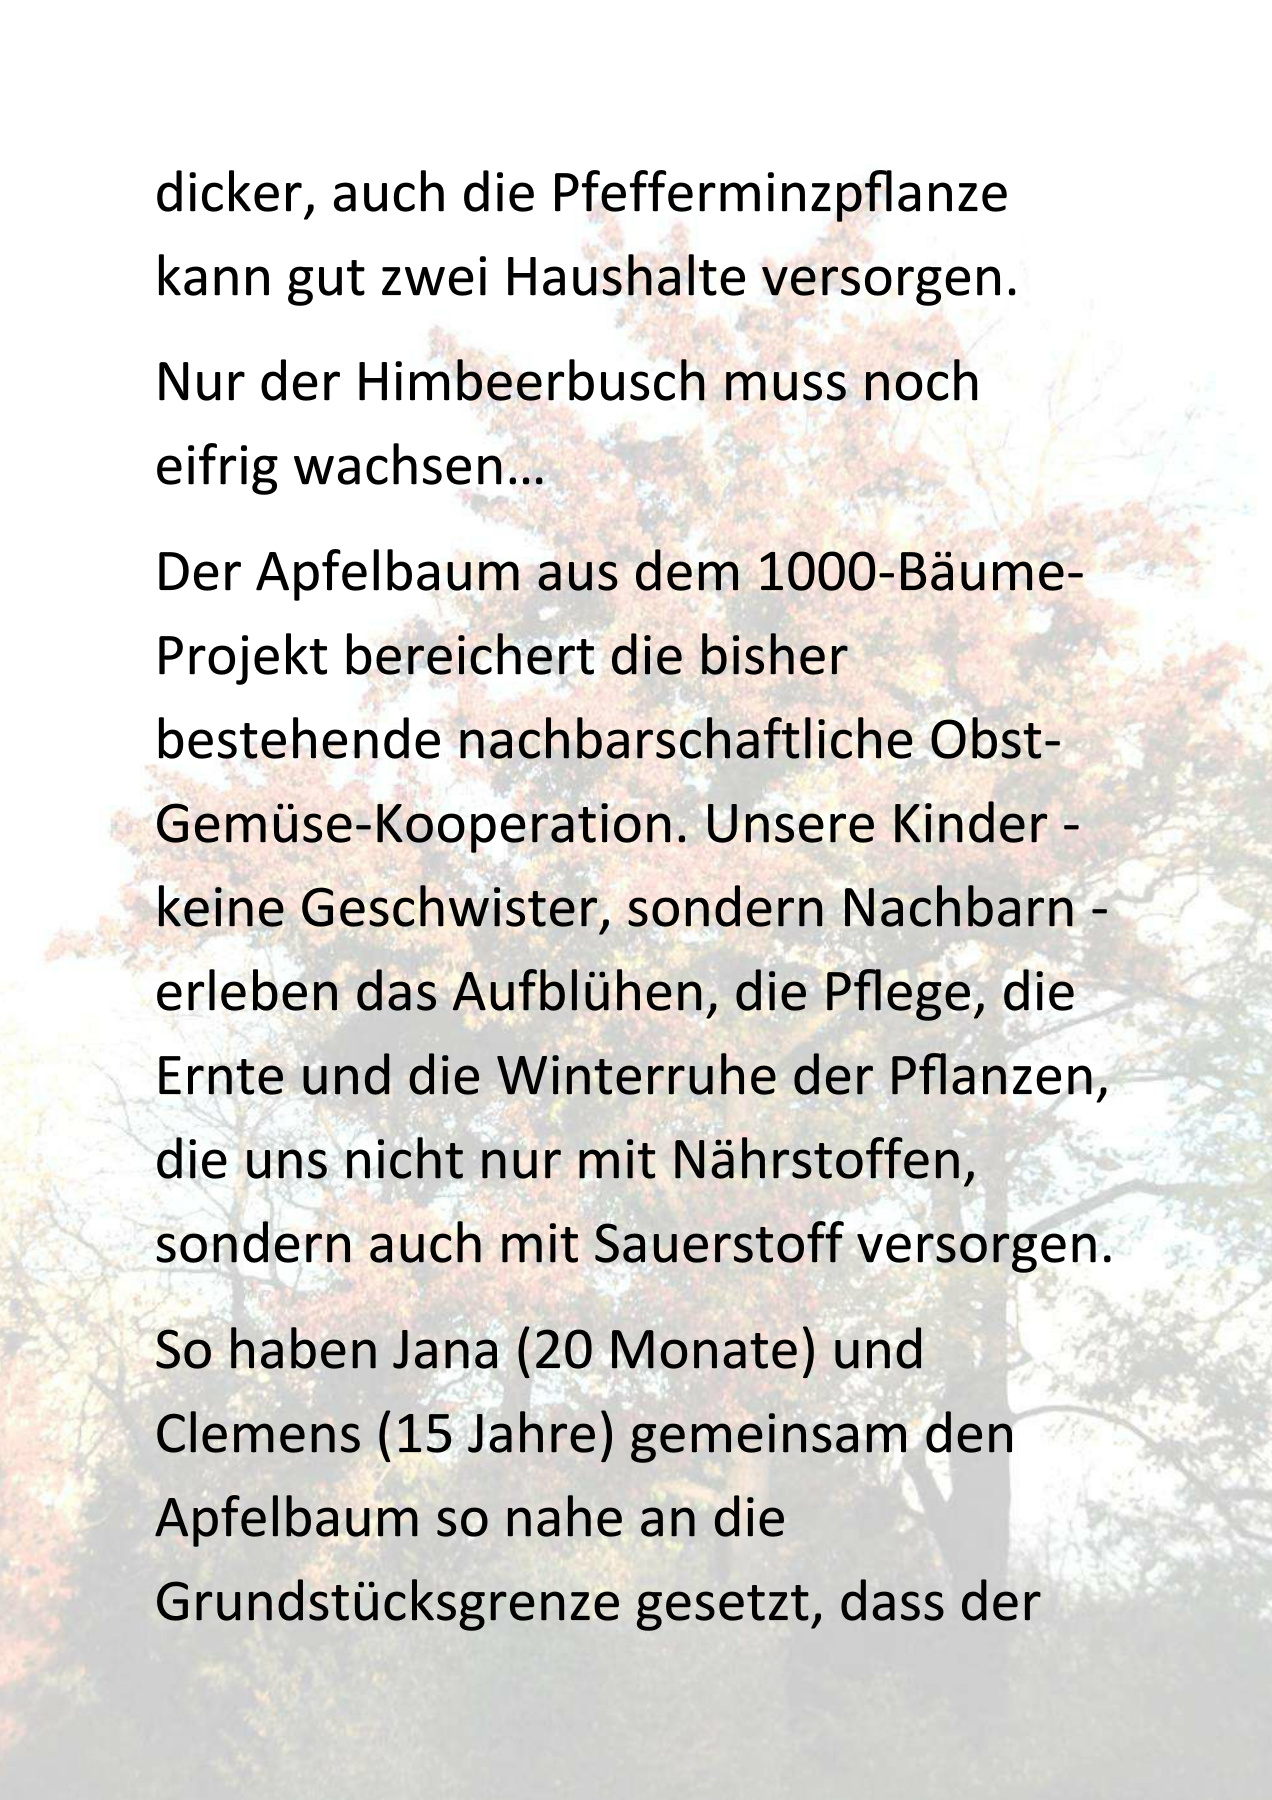 dicker, auch die Pfefferminzpflanze
kann gut zwei Haushalte versorgen.
Nur der Himbeerbusch muss noch
eifrig wachsen…
Der Apfelbaum aus dem 1000-Bäume-
Projekt bereichert die bisher
bestehende nachbarschaftliche Obst-
Gemüse-Kooperation. Unsere Kinder -
keine Geschwister, sondern Nachbarn -
erleben das Aufblühen, die Pflege, die
Ernte und die Winterruhe der Pflanzen,
die uns nicht nur mit Nährstoffen,
sondern auch mit Sauerstoff versorgen.
So haben Jana (20 Monate) und
Clemens (15 Jahre) gemeinsam den
Apfelbaum so nahe an die
Grundstücksgrenze gesetzt, dass der